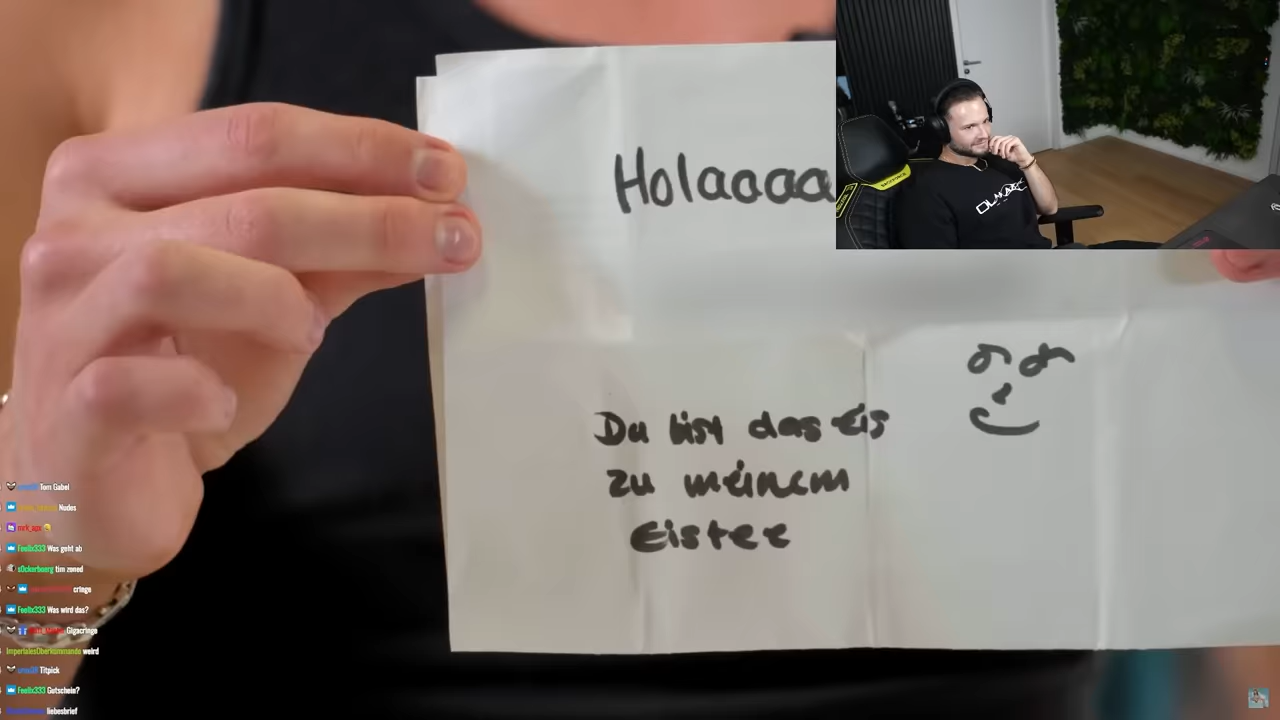 Holaaaa
Du bist das Eis
zu meinem
Eistee
Tom Gabel
Nudes
Feelix333 Was geht ab
s0ckerbuerg tim zoned
cringe
Feelix333 Was wird das?
Gigacringe
ImperialesOberkommando weird
Titpick
Feelix333 Gutschein?
liebesbrief